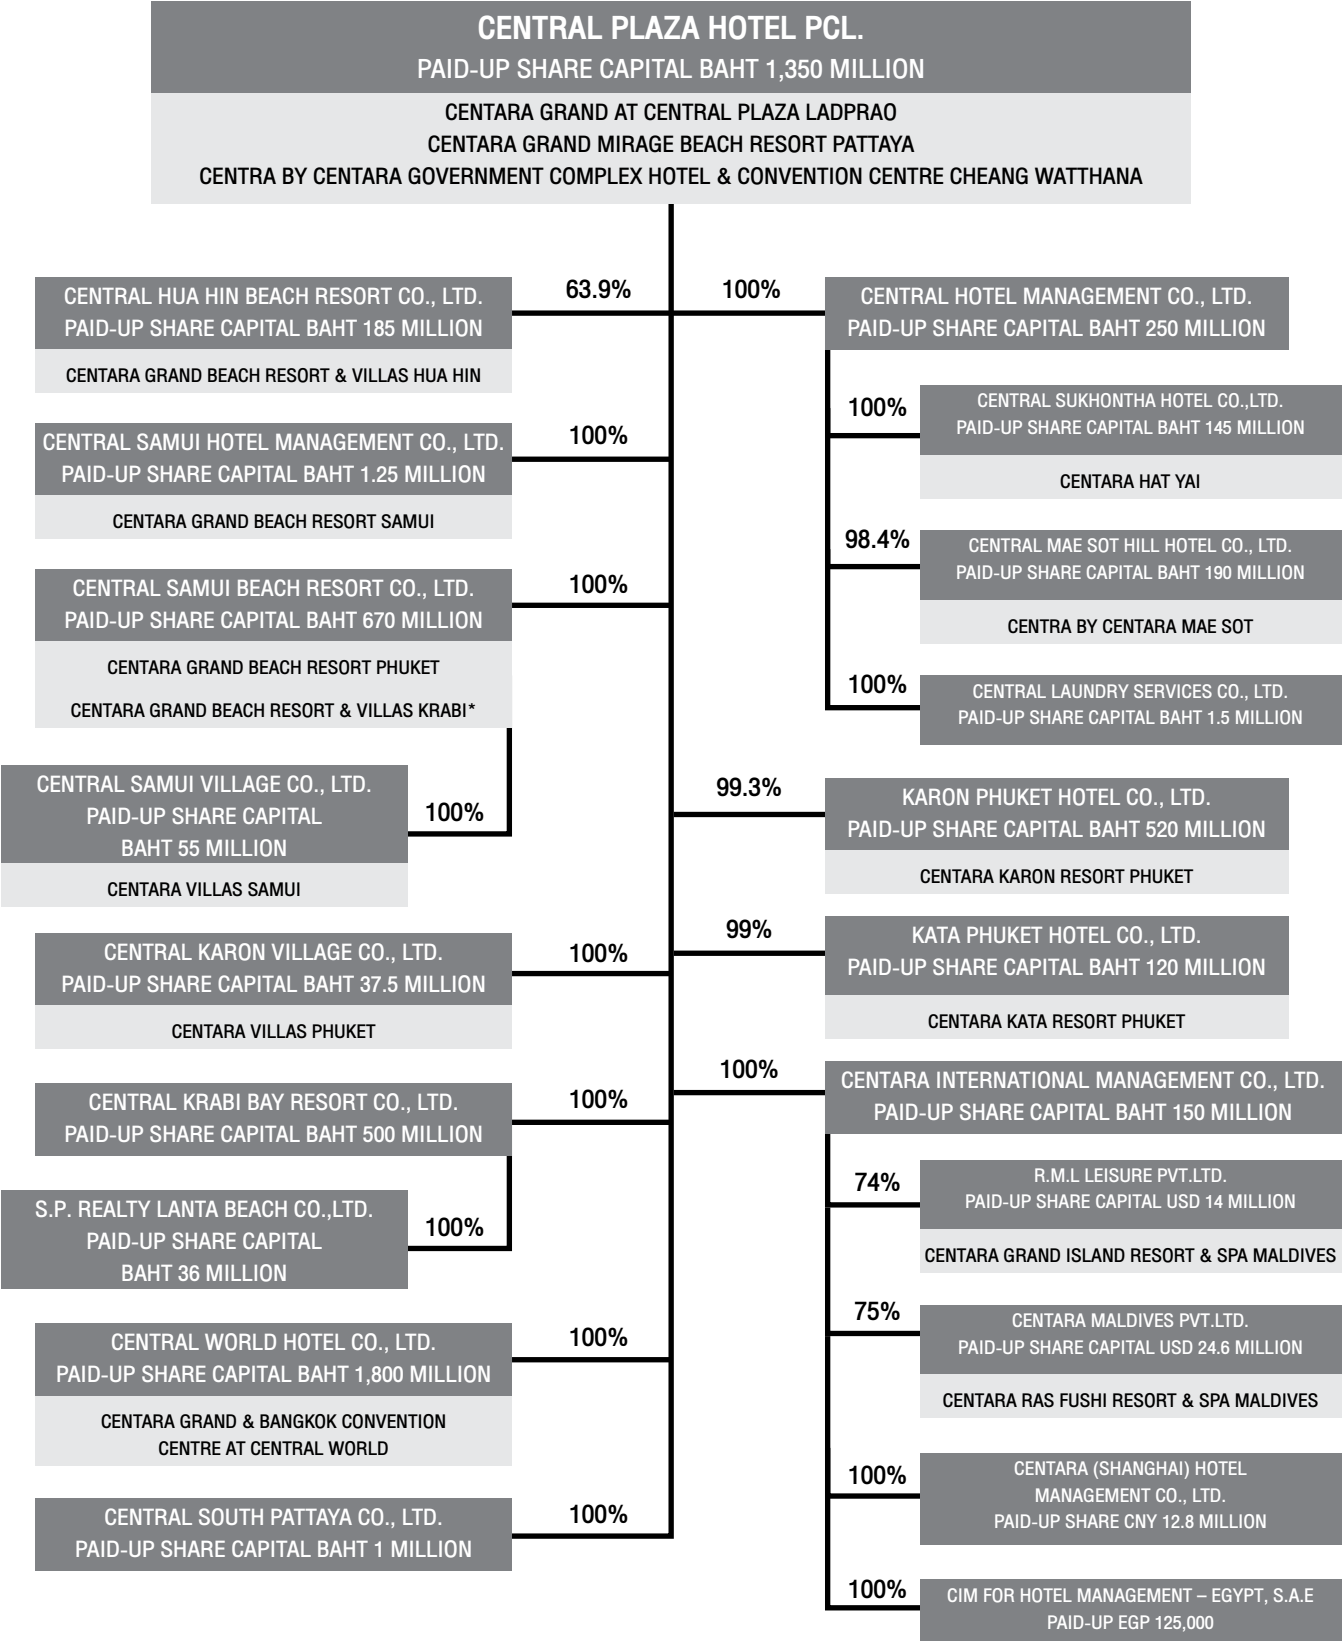 CENTRAL PLAZA HOTEL PCL.
PAID-UP SHARE CAPITAL BAHT 1,350 MILLION
CENTARA GRAND AT CENTRAL PLAZA LADPRAO
CENTARA GRAND MIRAGE BEACH RESORT PATTAYA
CENTRA BY CENTARA GOVERNMENT COMPLEX HOTEL & CONVENTION CENTRE CHEANG WATTHANA
63.9%
CENTRAL HUA HIN BEACH RESORT CO., LTD.
PAID-UP SHARE CAPITAL BAHT 185 MILLION
CENTARA GRAND BEACH RESORT & VILLAS HUA HIN
100%
CENTRAL SAMUI HOTEL MANAGEMENT CO., LTD.
PAID-UP SHARE CAPITAL BAHT 1.25 MILLION
CENTARA GRAND BEACH RESORT SAMUI
100%
CENTRAL SAMUI BEACH RESORT CO., LTD.
PAID-UP SHARE CAPITAL BAHT 670 MILLION
CENTARA GRAND BEACH RESORT PHUKET
CENTARA GRAND BEACH RESORT & VILLAS KRABI*
CENTRAL SAMUI VILLAGE CO., LTD.
PAID-UP SHARE CAPITAL
BAHT 55 MILLION
100%
CENTARA VILLAS SAMUI
100%
CENTRAL KARON VILLAGE CO., LTD.
PAID-UP SHARE CAPITAL BAHT 37.5 MILLION
CENTARA VILLAS PHUKET
100%
CENTRAL KRABI BAY RESORT CO., LTD.
PAID-UP SHARE CAPITAL BAHT 500 MILLION
S.P. REALTY LANTA BEACH CO.,LTD.
PAID-UP SHARE CAPITAL
BAHT 36 MILLION
100%
100%
CENTRAL WORLD HOTEL CO., LTD.
PAID-UP SHARE CAPITAL BAHT 1,800 MILLION
CENTARA GRAND & BANGKOK CONVENTION
CENTRE AT CENTRAL WORLD
100%
CENTRAL SOUTH PATTAYA CO., LTD.
PAID-UP SHARE CAPITAL BAHT 1 MILLION
100%
CENTRAL HOTEL MANAGEMENT CO., LTD.
PAID-UP SHARE CAPITAL BAHT 250 MILLION
100%
CENTRAL SUKHONTHA HOTEL CO.,LTD.
PAID-UP SHARE CAPITAL BAHT 145 MILLION
CENTARA HAT YAI
98.4%
CENTRAL MAE SOT HILL HOTEL CO., LTD.
PAID-UP SHARE CAPITAL BAHT 190 MILLION
CENTRA BY CENTARA MAE SOT
100%
CENTRAL LAUNDRY SERVICES CO., LTD.
PAID-UP SHARE CAPITAL BAHT 1.5 MILLION
99.3%
KARON PHUKET HOTEL CO., LTD.
PAID-UP SHARE CAPITAL BAHT 520 MILLION
CENTARA KARON RESORT PHUKET
99%
KATA PHUKET HOTEL CO., LTD.
PAID-UP SHARE CAPITAL BAHT 120 MILLION
CENTARA KATA RESORT PHUKET
100%
CENTARA INTERNATIONAL MANAGEMENT CO., LTD.
PAID-UP SHARE CAPITAL BAHT 150 MILLION
74%
R.M.L LEISURE PVT.LTD.
PAID-UP SHARE CAPITAL USD 14 MILLION
CENTARA GRAND ISLAND RESORT & SPA MALDIVES
75%
CENTARA MALDIVES PVT.LTD.
PAID-UP SHARE CAPITAL USD 24.6 MILLION
CENTARA RAS FUSHI RESORT & SPA MALDIVES
100%
CENTARA (SHANGHAI) HOTEL
MANAGEMENT CO., LTD.
PAID-UP SHARE CNY 12.8 MILLION
100%
CIM FOR HOTEL MANAGEMENT – EGYPT, S.A.E
PAID-UP EGP 125,000